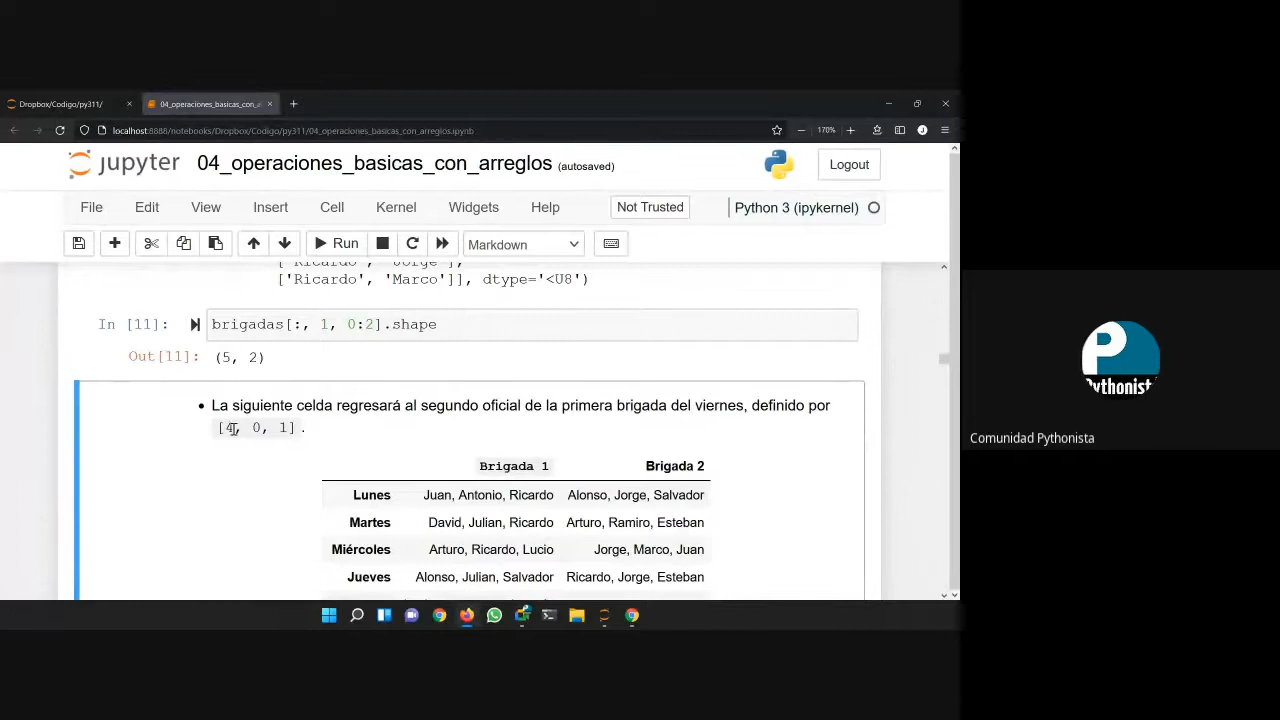 Dropbox/Codigo/py311/
04_operaciones_basicas_con_a
localhost:8888/notebooks/Dropbox/Codigo/py311/04_operaciones_basicas_con_arreglos.ipynb
170%
J
jupyter 04_operaciones_basicas_con_arreglos (autosaved)
Logout
File Edit View Insert Cell Kernel Widgets Help
Not Trusted
Python 3 (ipykernel)
Run
Markdown
['Ricardo', 'Jorge'],
['Ricardo', 'Marco']], dtype='<U8')
In [11]: brigadas[:, 1, 0:2].shape
Out[11]: (5, 2)
La siguiente celda regresará al segundo oficial de la primera brigada del viernes, definido por
[4, 0, 1] .
Brigada 1 Brigada 2
Lunes Juan, Antonio, Ricardo Alonso, Jorge, Salvador
Martes David, Julian, Ricardo Arturo, Ramiro, Esteban
Miércoles Arturo, Ricardo, Lucio Jorge, Marco, Juan
Jueves Alonso, Julian, Salvador Ricardo, Jorge, Esteban
Pythonist
Comunidad Pythonista